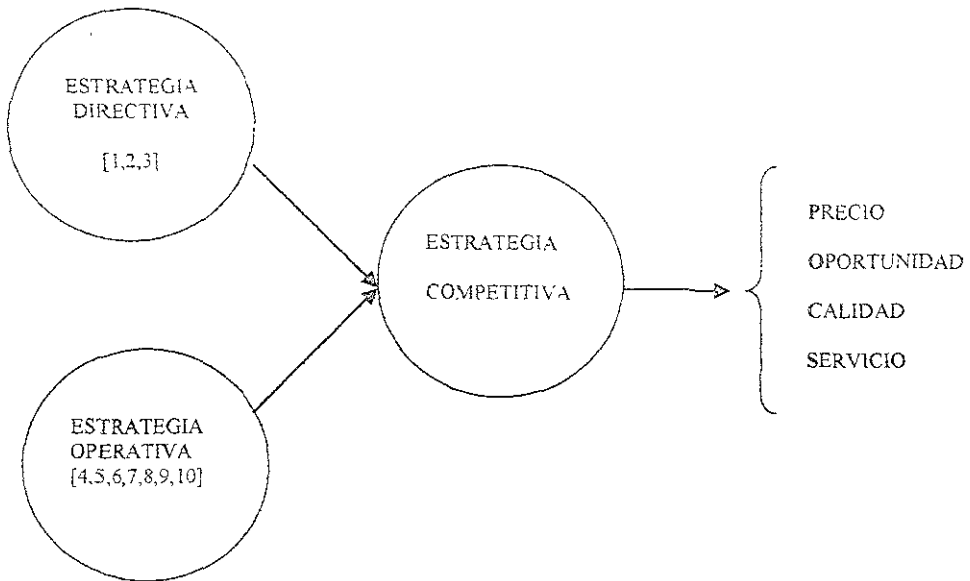 ESTRATEGIA
DIRECTIVA
[1,2,3]
ESTRATEGIA
COMPETITIVA
PRECIO
OPORTUNIDAD
CALIDAD
SERVICIO
ESTRATEGIA
OPERATIVA
[4,5,6,7,8,9,10]